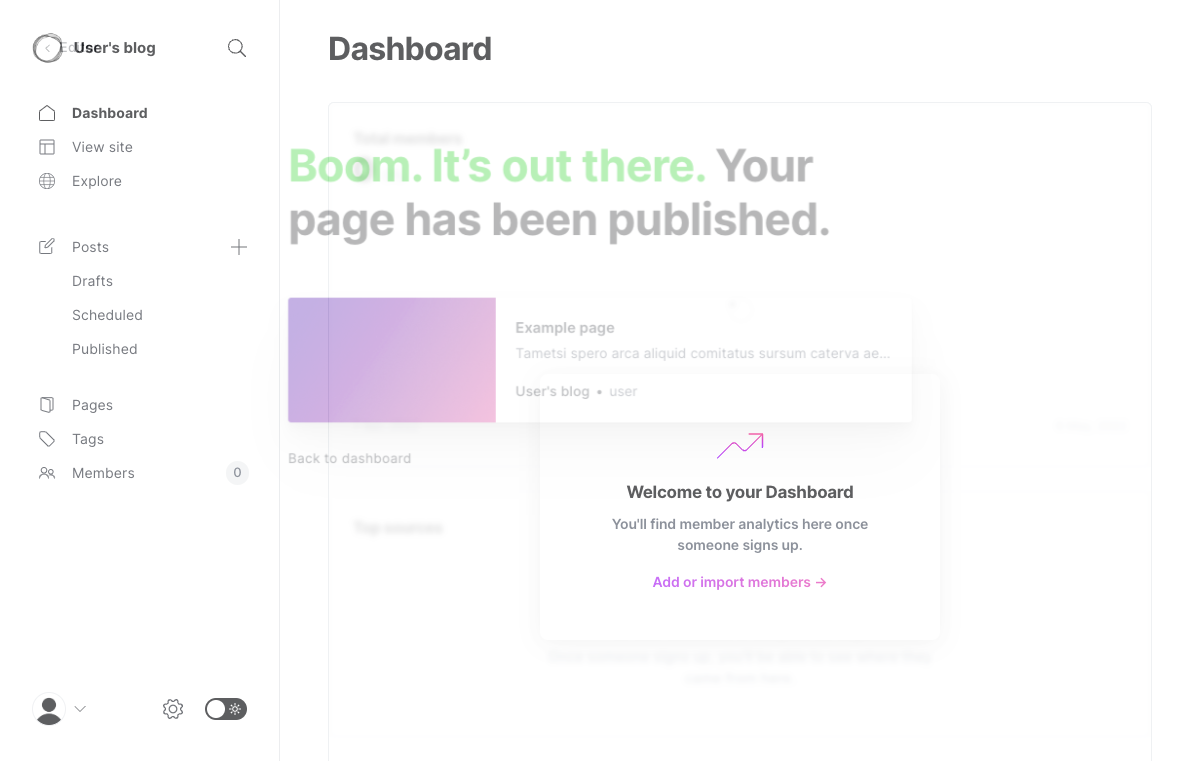 User's blog
Dashboard
Dashboard
View site
Explore
Posts
Drafts
Scheduled
Published
Pages
Tags
Members
0
Total members
Boom. It’s out there. Your
page has been published.
Example page
Tametsi spero arca aliquid comitatus sursum caterva ae...
User's blog • user
Back to dashboard
Welcome to your Dashboard
You'll find member analytics here once
someone signs up.
Add or import members →
Top sources